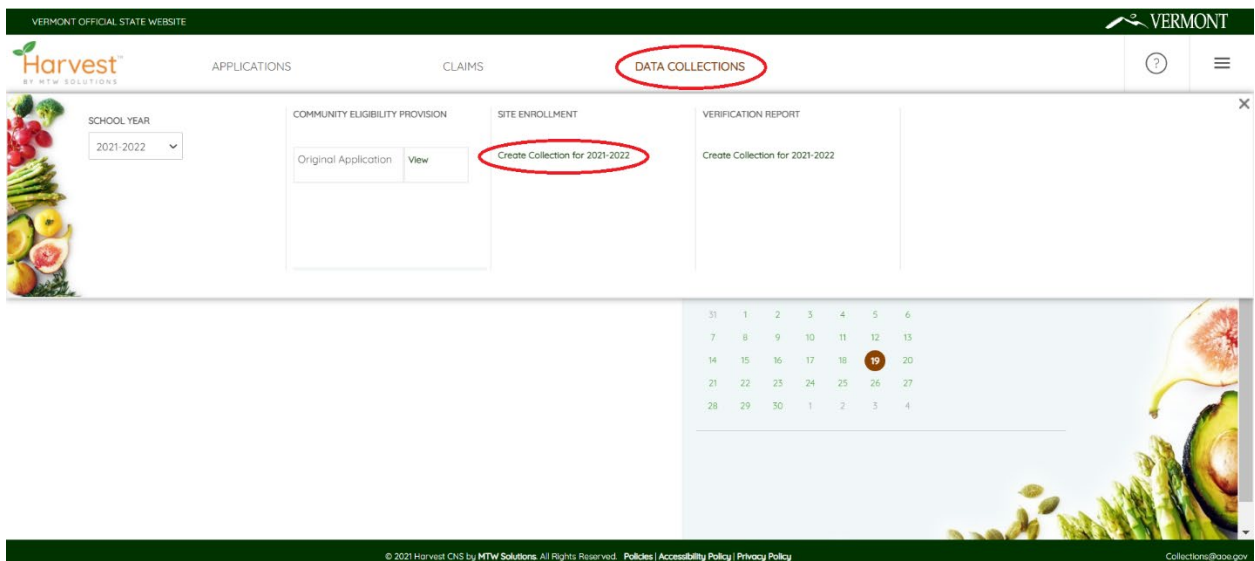 VERMONT OFFICIAL STATE WEBSITE
VERMONT
Harvest™
BY MTW SOLUTIONS
APPLICATIONS
CLAIMS
DATA COLLECTIONS
?
SCHOOL YEAR
2021-2022
COMMUNITY ELIGIBILITY PROVISION
Original Application View
SITE ENROLLMENT
Create Collection for 2021-2022
VERIFICATION REPORT
Create Collection for 2021-2022
31 1 2 3 4 5 6
7 8 9 10 11 12 13
14 15 16 17 18 19 20
21 22 23 24 25 26 27
28 29 30 1 2 3 4
© 2021 Harvest CNS by MTW Solutions. All Rights Reserved. Policies | Accessibility Policy | Privacy Policy
Collections@aoe.gov